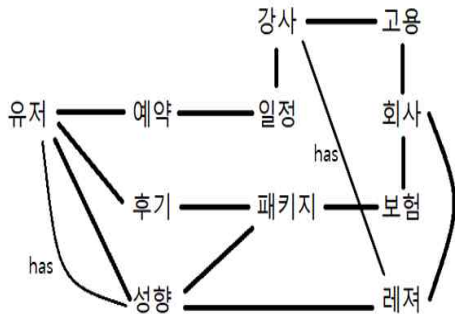 강사 고용
유저 예약 일정 회사
has
후기 패키지 보험
has
성향 레져